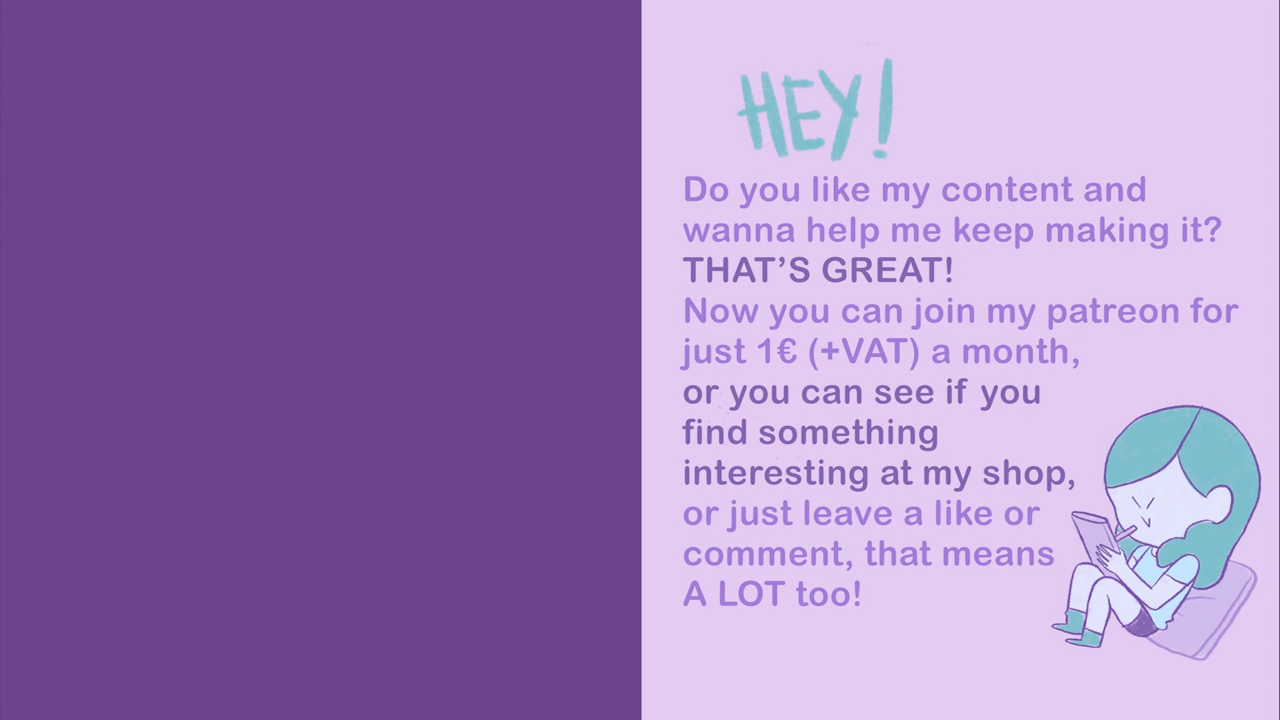 HEY!
Do you like my content and
wanna help me keep making it?
THAT’S GREAT!
Now you can join my patreon for
just 1€ (+VAT) a month,
or you can see if you
find something
interesting at my shop,
or just leave a like or
comment, that means
A LOT too!